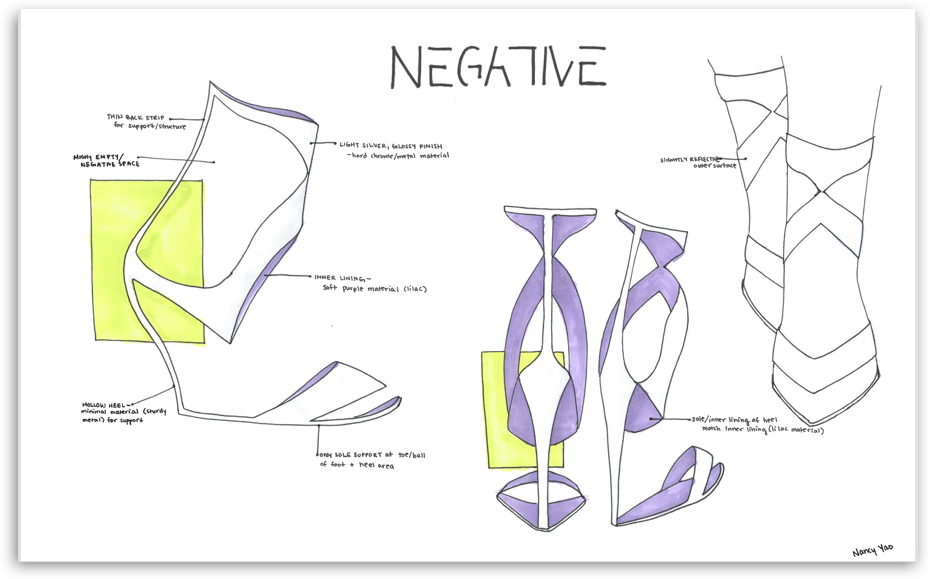 NEGATIVE
THIN BACK STRIP
for support/structure
MOSTLY EMPTY/
NEGATIVE SPACE
LIGHT SILVER, GLOSSY FINISH
-hard chrome/metal material
SLIGHTLY REFLECTIVE
outer surface
INNER LINING-
soft purple material (lilac)
HOLLOW HEEL-
minimal material (sturdy
metal) for support
ONLY SOLE SUPPORT at toe/ball
of foot + heel area
sole/inner lining of heel
match inner lining (lilac material)
Nancy Yao